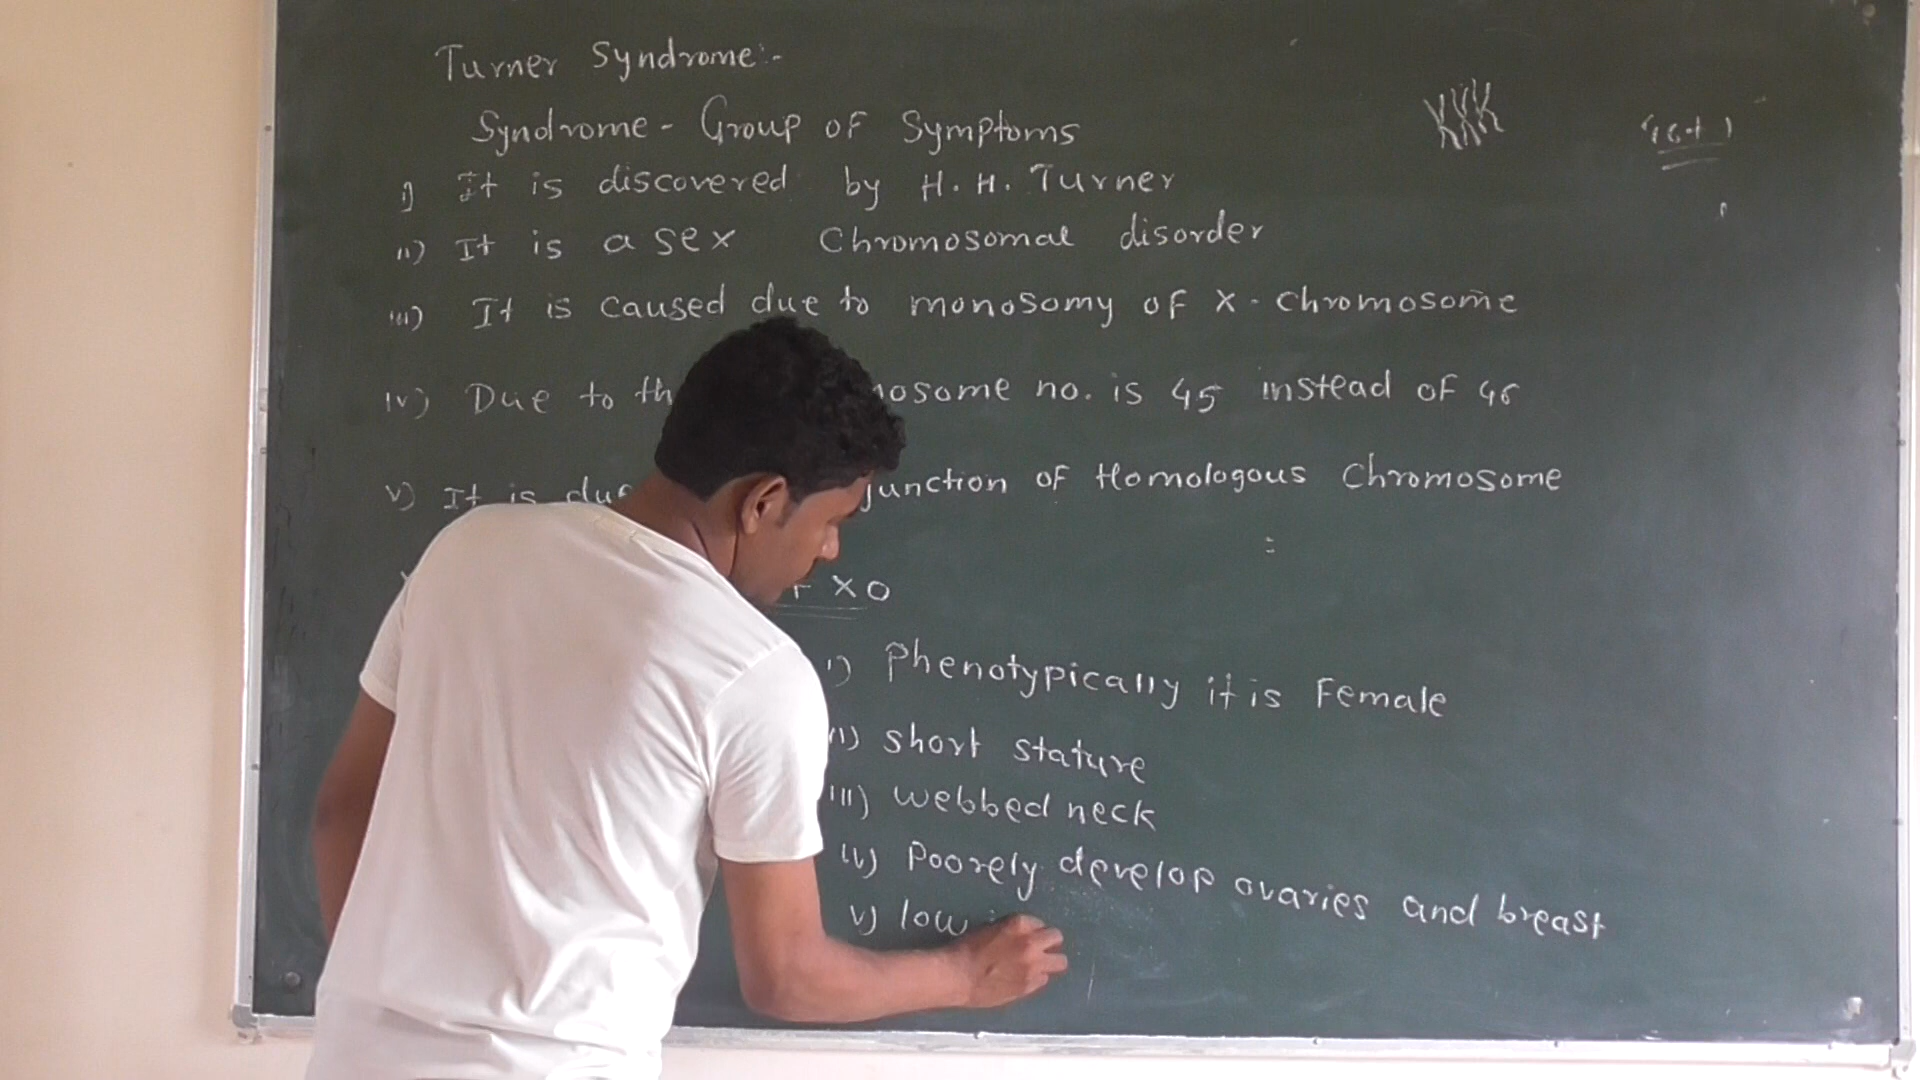 Turner Syndrome:-
Syndrome - Group of Symptoms
i) It is discovered by H. H. Turner
ii) It is a sex Chromosomal disorder
iii) It is caused due to monosomy of X - Chromosome
iv) Due to th osome no. is 45 instead of 46
v) It is due junction of Homologous Chromosome
XO
i) Phenotypically it is Female
ii) short stature
iii) webbed neck
iv) Poorely develop ovaries and breast
v) low